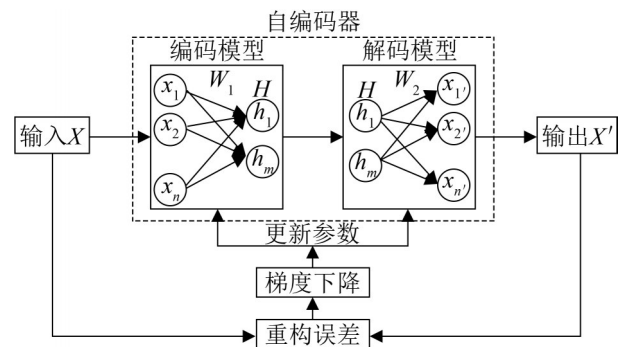 自编码器
编码模型
解码模型
W₁
H
x₁
x₂
xₙ
h₁
hₘ
H
W₂
h₁
hₘ
x₁′
x₂′
xₙ′
输入X
输出X′
更新参数
梯度下降
重构误差